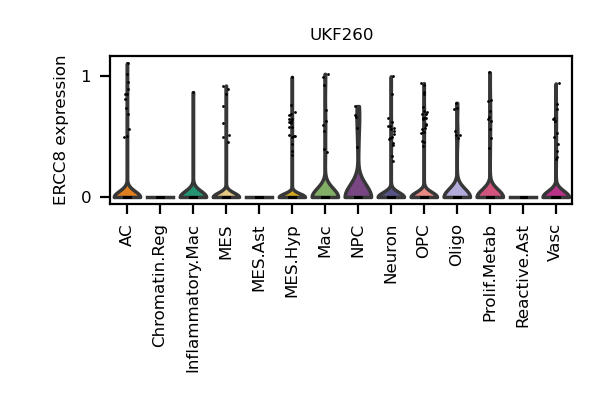 UKF260
ERCC8 expression
1
0
AC
Chromatin.Reg
Inflammatory.Mac
MES
MES.Ast
MES.Hyp
Mac
NPC
Neuron
OPC
Oligo
Prolif.Metab
Reactive.Ast
Vasc